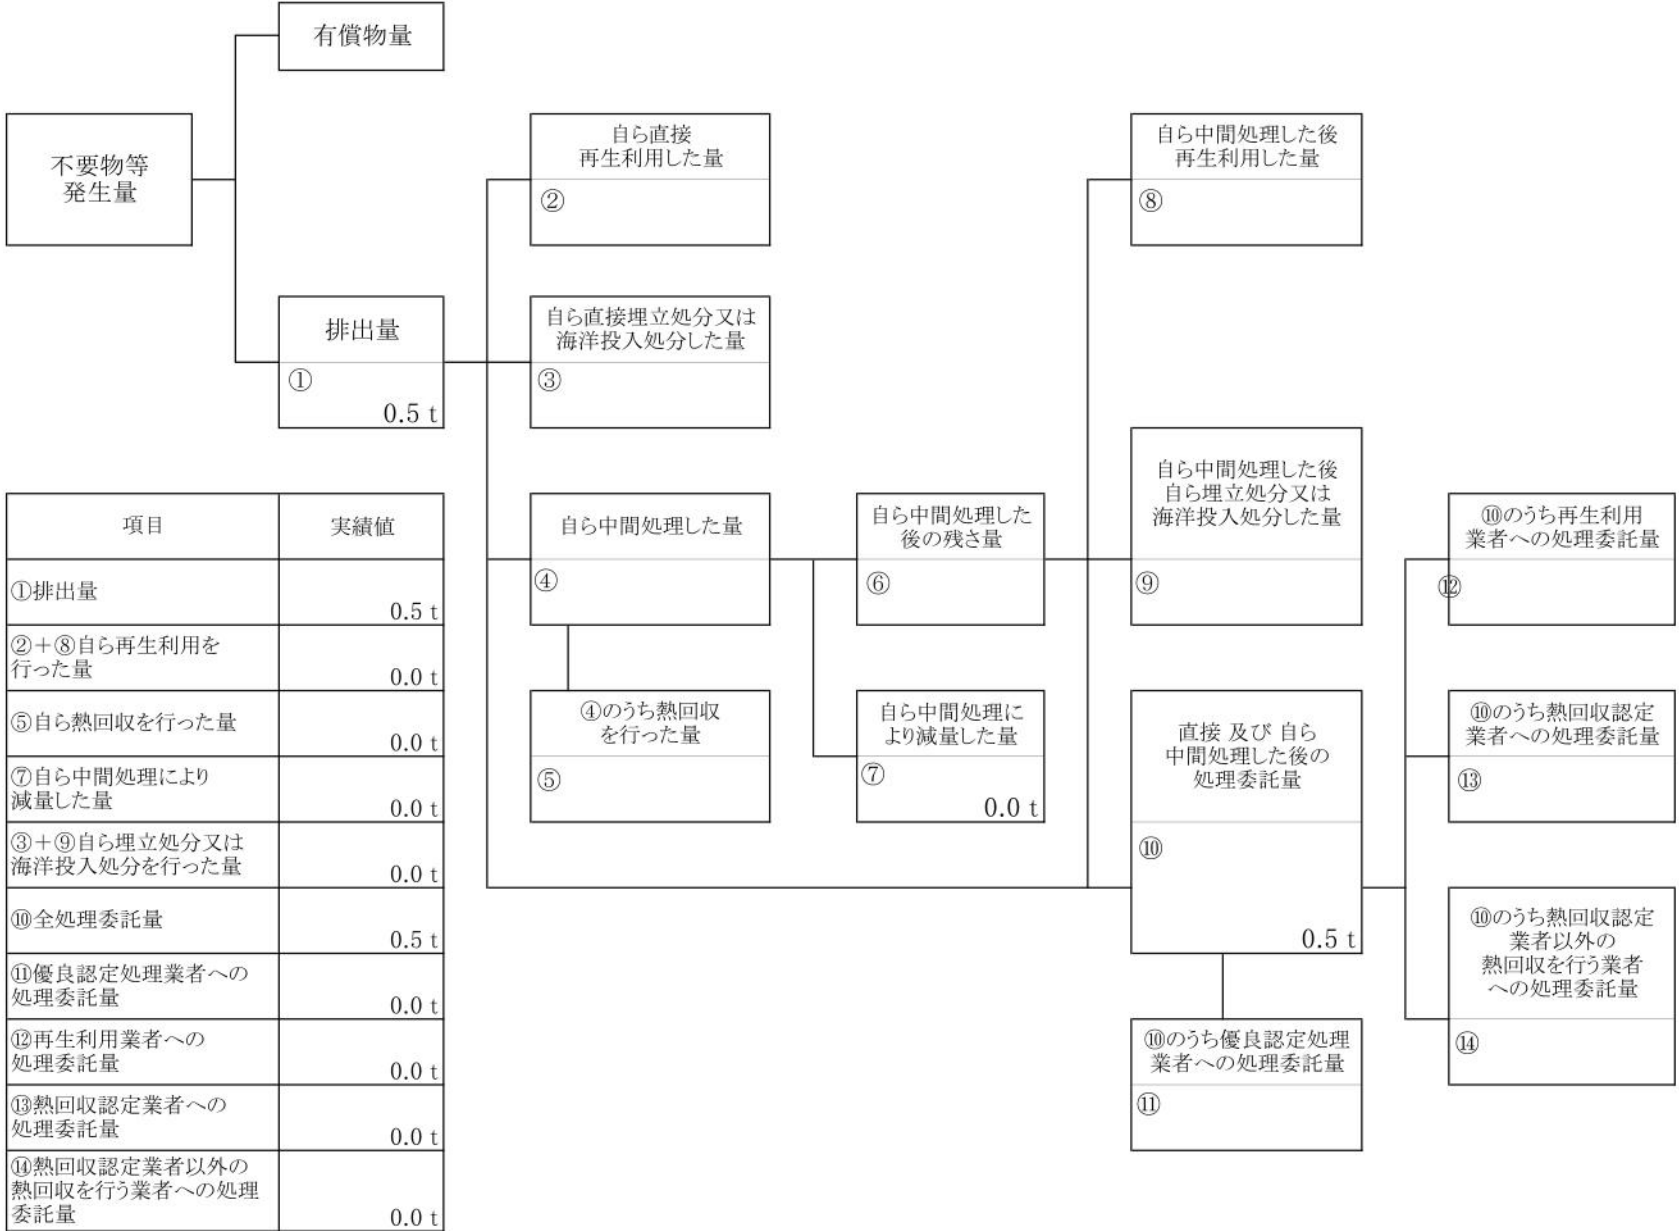 有償物量
不要物等
発生量
自ら直接
再生利用した量
②
自ら中間処理した後
再生利用した量
⑧
排出量
①
0.5 t
自ら直接埋立処分又は
海洋投入処分した量
③
自ら中間処理した量
④
自ら中間処理した
後の残さ量
⑥
自ら中間処理した後
自ら埋立処分又は
海洋投入処分した量
⑨
⑩のうち再生利用
業者への処理委託量
⑫
④のうち熱回収
を行った量
⑤
自ら中間処理に
より減量した量
⑦
0.0 t
直接 及び 自ら
中間処理した後の
処理委託量
⑩
0.5 t
⑩のうち熱回収認定
業者への処理委託量
⑬
⑩のうち熱回収認定
業者以外の
熱回収を行う業者
への処理委託量
⑭
⑩のうち優良認定処理
業者への処理委託量
⑪
項目 実績値
①排出量
0.5 t
②＋⑧自ら再生利用を
行った量
0.0 t
⑤自ら熱回収を行った量
0.0 t
⑦自ら中間処理により
減量した量
0.0 t
③＋⑨自ら埋立処分又は
海洋投入処分を行った量
0.0 t
⑩全処理委託量
0.5 t
⑪優良認定処理業者への
処理委託量
0.0 t
⑫再生利用業者への
処理委託量
0.0 t
⑬熱回収認定業者への
処理委託量
0.0 t
⑭熱回収認定業者以外の
熱回収を行う業者への処理
委託量
0.0 t